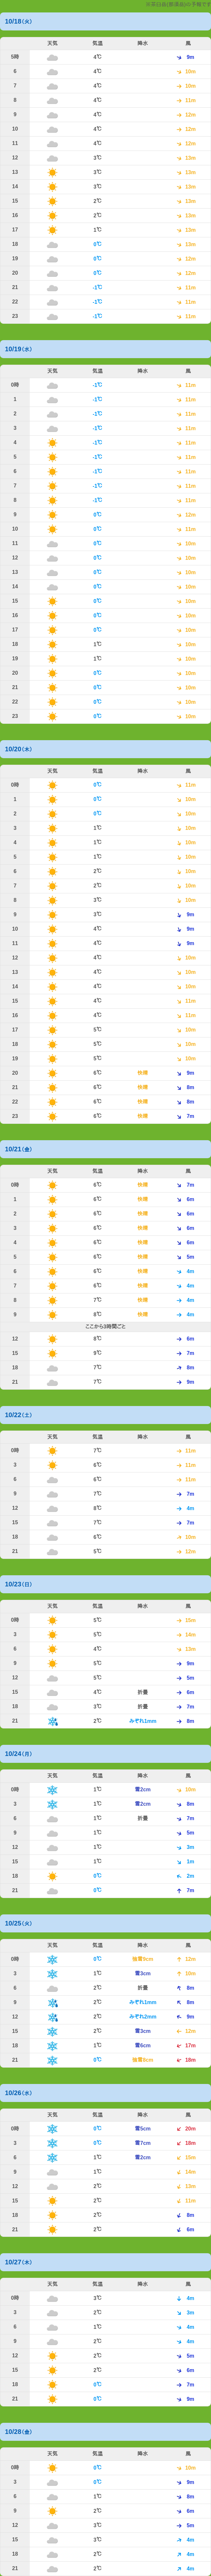 の予報です
10/18(火)
天気 気温 降水 風
5時 4℃ 9m
6 4℃ 10m
7 4℃ 10m
8 4℃ 11m
9 4℃ 11m
10 4℃ 12m
11 4℃ 12m
12 3℃ 13m
13 3℃ 13m
14 3℃ 13m
15 2℃ 13m
16 2℃ 13m
17 1℃ 13m
18 0℃ 13m
19 0℃ 12m
20 0℃ 12m
21 -1℃ 11m
22 -1℃ 11m
23 -1℃ 11m
10/19(水)
天気 気温 降水 風
0時 -1℃ 11m
1 -1℃ 11m
2 -1℃ 11m
3 -1℃ 11m
4 -1℃ 11m
5 -1℃ 11m
6 -1℃ 11m
7 -1℃ 11m
8 -1℃ 11m
9 0℃ 12m
10 0℃ 11m
11 0℃ 10m
12 0℃ 10m
13 0℃ 10m
14 0℃ 10m
15 0℃ 10m
16 0℃ 10m
17 0℃ 10m
18 1℃ 10m
19 1℃ 10m
20 0℃ 10m
21 0℃ 10m
22 0℃ 10m
23 0℃ 10m
10/20(木)
天気 気温 降水 風
0時 0℃ 11m
1 0℃ 10m
2 0℃ 10m
3 1℃ 10m
4 1℃ 10m
5 1℃ 10m
6 2℃ 10m
7 2℃ 10m
8 3℃ 10m
9 3℃ 9m
10 4℃ 9m
11 4℃ 9m
12 4℃ 10m
13 4℃ 10m
14 4℃ 10m
15 4℃ 11m
16 4℃ 11m
17 5℃ 10m
18 5℃ 10m
19 5℃ 10m
20 6℃ 快適 9m
21 6℃ 快適 8m
22 6℃ 快適 8m
23 6℃ 快適 7m
10/21(金)
天気 気温 降水 風
0時 6℃ 快適 7m
1 6℃ 快適 6m
2 6℃ 快適 6m
3 6℃ 快適 6m
4 6℃ 快適 6m
5 6℃ 快適 5m
6 6℃ 快適 4m
7 6℃ 快適 4m
8 7℃ 快適 4m
9 8℃ 快適 4m
ここから3時間ごと
12 8℃ 6m
15 9℃ 7m
18 7℃ 8m
21 7℃ 9m
10/22(土)
天気 気温 降水 風
0時 7℃ 11m
3 6℃ 11m
6 6℃ 11m
9 7℃ 7m
12 8℃ 4m
15 7℃ 7m
18 6℃ 10m
21 5℃ 12m
10/23(日)
天気 気温 降水 風
0時 5℃ 15m
3 5℃ 14m
6 4℃ 12m
9 5℃ 9m
12 5℃ 5m
15 4℃ 折畳 6m
18 3℃ 折畳 7m
21 2℃ みぞれ1mm 8m
10/24(月)
天気 気温 降水 風
0時 1℃ 雪2cm 10m
3 1℃ 雪2cm 8m
6 1℃ 折畳 7m
9 1℃ 5m
12 1℃ 3m
15 1℃ 1m
18 0℃ 2m
21 0℃ 7m
10/25(火)
天気 気温 降水 風
0時 0℃ 強雪9cm 12m
3 1℃ 雪3cm 10m
6 2℃ 折畳 8m
9 2℃ みぞれ1mm 8m
12 2℃ みぞれ2mm 9m
15 2℃ 雪3cm 12m
18 1℃ 雪6cm 17m
21 0℃ 強雪8cm 18m
10/26(水)
天気 気温 降水 風
0時 0℃ 雪5cm 20m
3 0℃ 雪7cm 18m
6 1℃ 雪2cm 15m
9 1℃ 14m
12 2℃ 13m
15 2℃ 11m
18 2℃ 8m
21 2℃ 6m
10/27(木)
天気 気温 降水 風
0時 3℃ 4m
3 2℃ 3m
6 1℃ 4m
9 2℃ 4m
12 2℃ 5m
15 2℃ 6m
18 0℃ 7m
21 0℃ 9m
10/28(金)
天気 気温 降水 風
0時 0℃ 10m
3 0℃ 9m
6 1℃ 8m
9 2℃ 6m
12 3℃ 5m
15 3℃ 4m
18 2℃ 4m
21 2℃ 4m